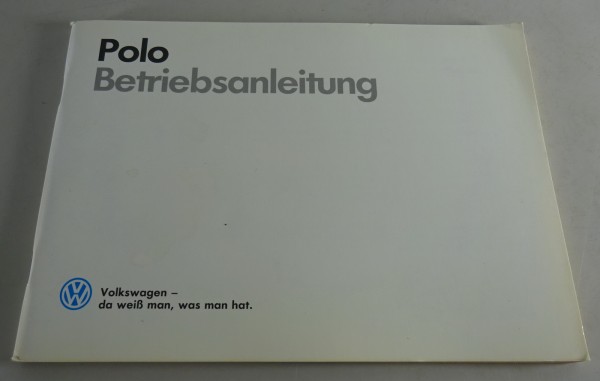 Polo
Betriebsanleitung
Volkswagen –
da weiß man, was man hat.